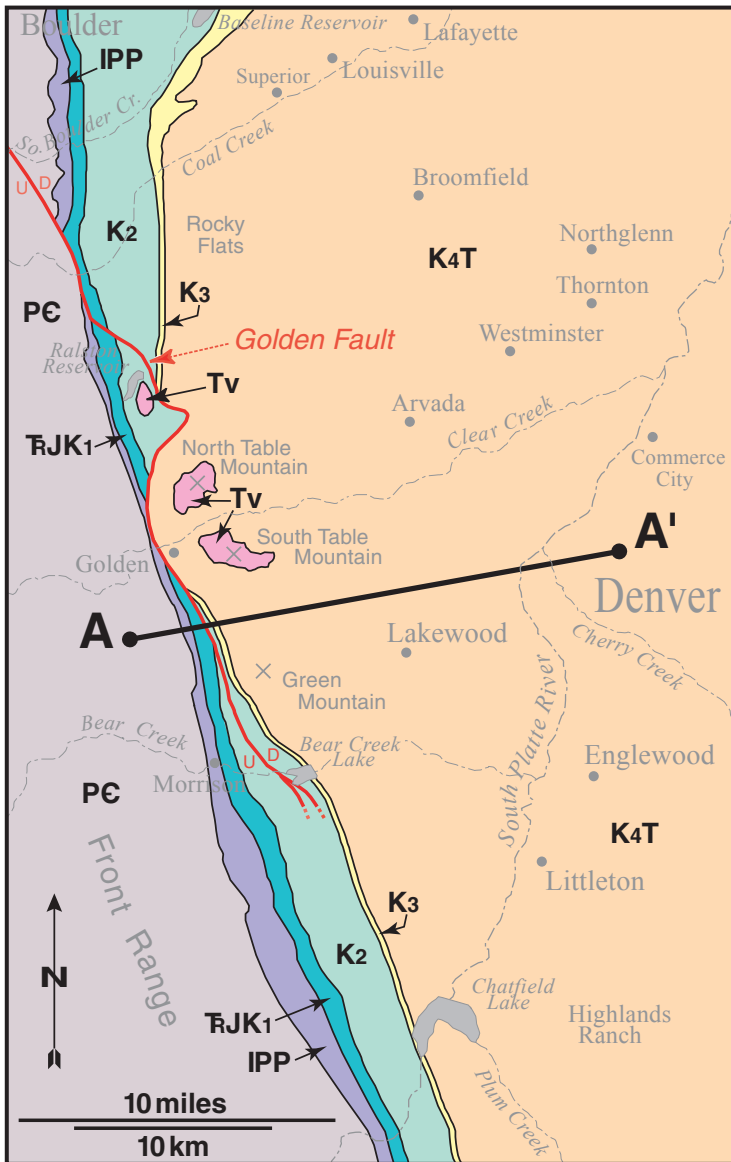 Boulder
Baseline Reservoir
Lafayette
IPP
Louisville
Superior
So. Boulder Cr.
Coal Creek
U D
Broomfield
K2
Rocky
Flats
K4T
Northglenn
K3
Thornton
PЄ
Golden Fault
Westminster
Ralston
Reservoir
Tv
Arvada
Clear Creek
TRJK1
North Table
Mountain
Commerce
City
Tv
South Table
Mountain
Golden
A'
A
Denver
Lakewood
Cherry Creek
Green
Mountain
Bear Creek
U D
Bear Creek
Lake
South Platte River
Morrison
Englewood
PЄ
K4T
Front Range
Littleton
K3
N
K2
Chatfield
Lake
TRJK1
Highlands
Ranch
IPP
Plum Creek
10 miles
10 km